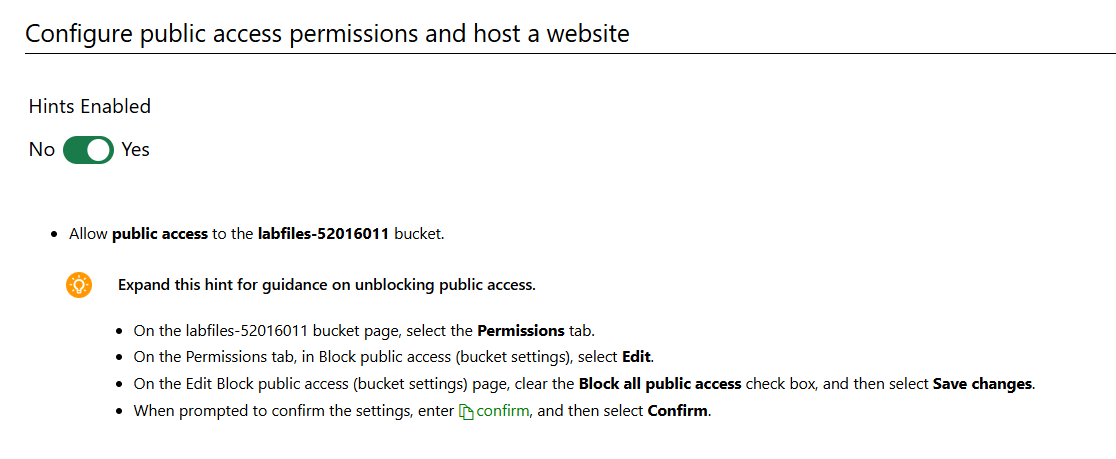 Configure public access permissions and host a website
Hints Enabled
No Yes
• Allow public access to the labfiles-52016011 bucket.
Expand this hint for guidance on unblocking public access.
• On the labfiles-52016011 bucket page, select the Permissions tab.
• On the Permissions tab, in Block public access (bucket settings), select Edit.
• On the Edit Block public access (bucket settings) page, clear the Block all public access check box, and then select Save changes.
• When prompted to confirm the settings, enter confirm, and then select Confirm.